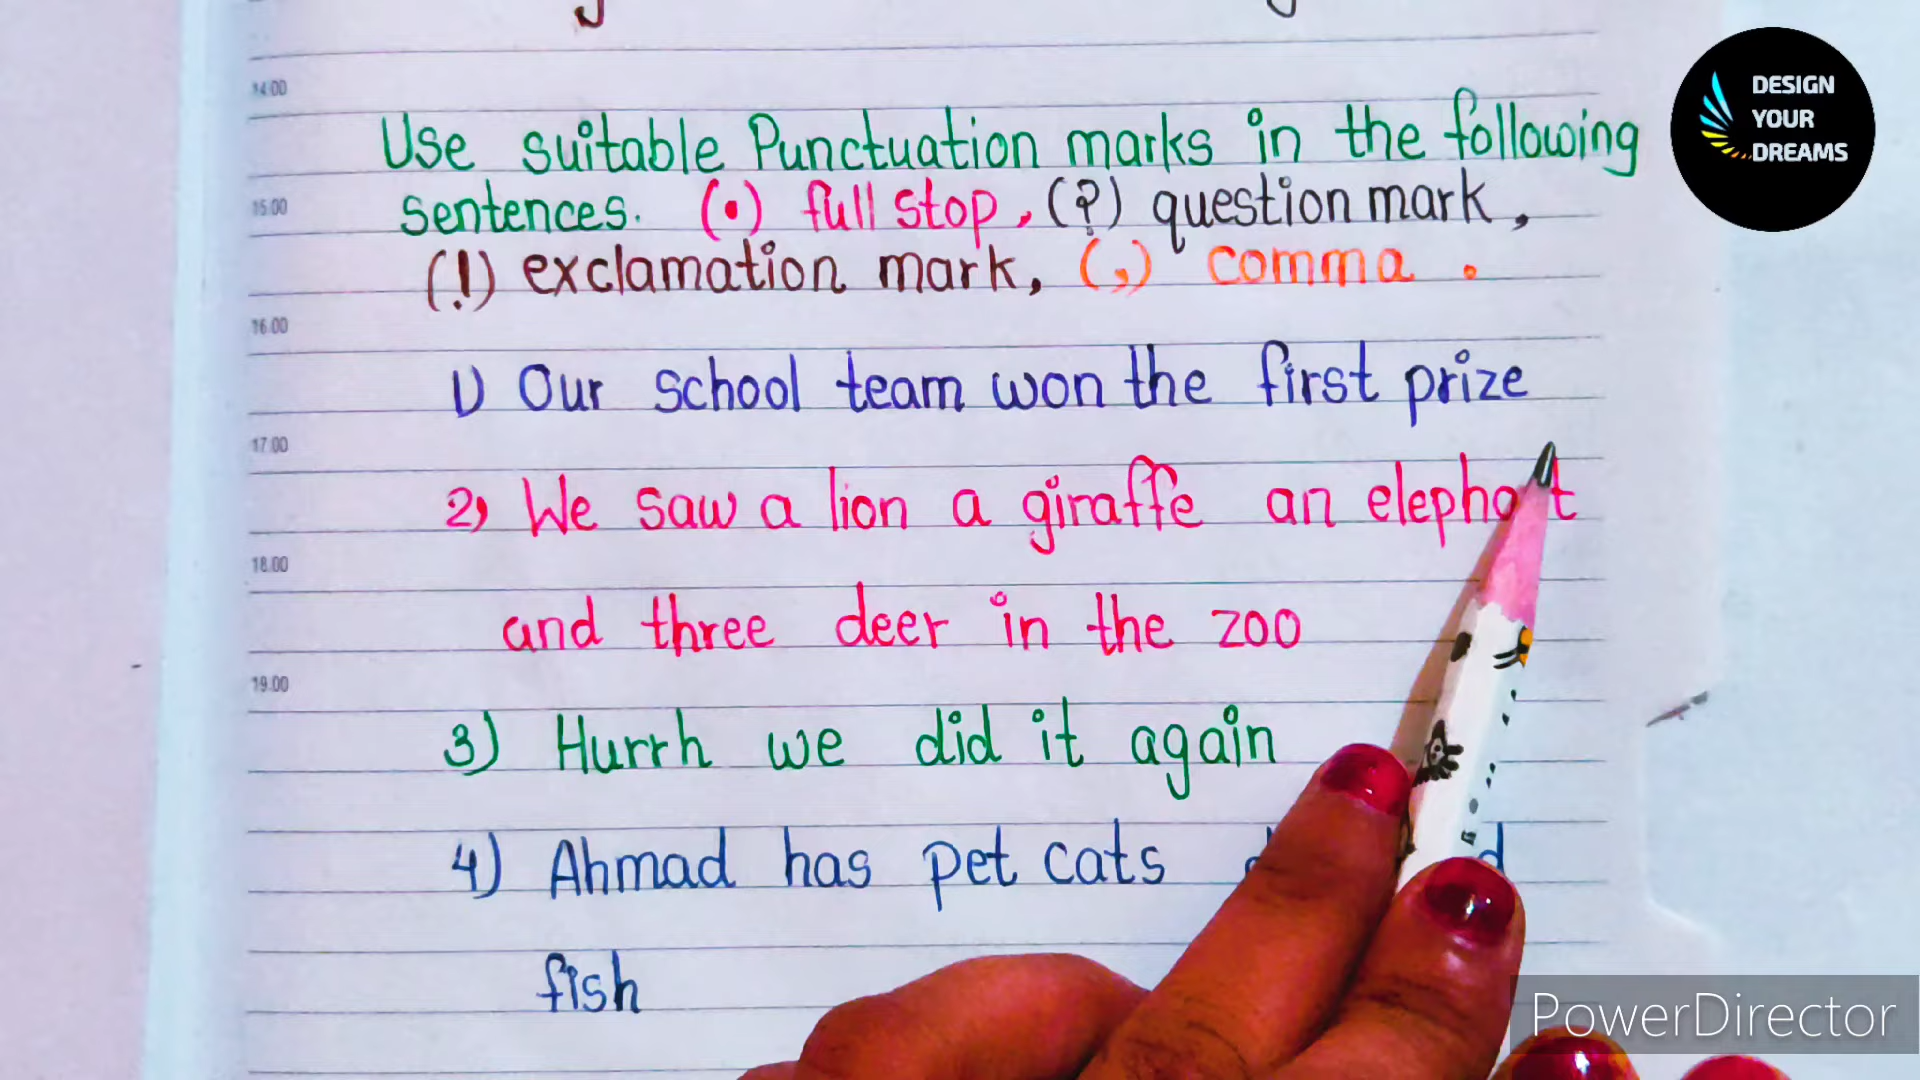 14.00
Use suitable Punctuation marks in the following
15.00
sentences. (.) full stop, (?) question mark,
(!) exclamation mark, (,) comma.
16.00
1) Our school team won the first prize
17.00
2) We saw a lion a giraffe an elephant
18.00
and three deer in the zoo
19.00
3) Hurrh we did it again
4) Ahmad has pet cats
fish
DESIGN
YOUR
DREAMS
PowerDirector